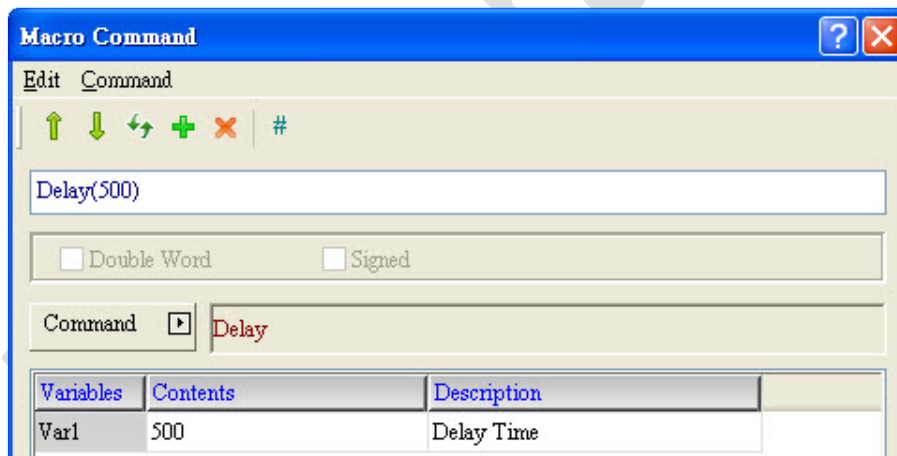 Macro Command
Edit Command
#
Delay(500)
Double Word Signed
Command Delay
Variables Contents Description
Var1 500 Delay Time